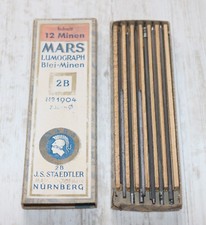 12 Minen
MARS
LUMOGRAPH
Blei-Minen
2B
No 1904
2B
J.S. STAEDTLER
NÜRNBERG